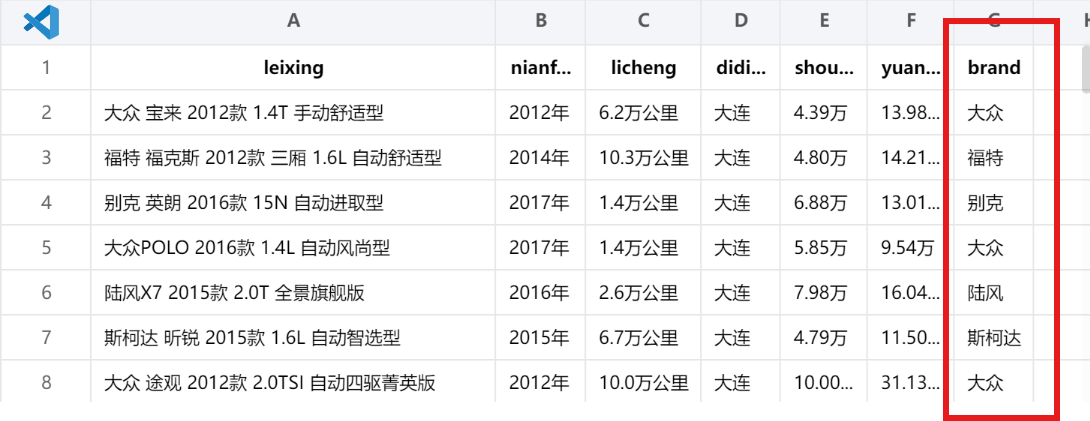 A B C D E F G H
1 leixing nianf... licheng didi... shou... yuan... brand
2 大众 宝来 2012款 1.4T 手动舒适型 2012年 6.2万公里 大连 4.39万 13.98... 大众
3 福特 福克斯 2012款 三厢 1.6L 自动舒适型 2014年 10.3万公里 大连 4.80万 14.21... 福特
4 别克 英朗 2016款 15N 自动进取型 2017年 1.4万公里 大连 6.88万 13.01... 别克
5 大众POLO 2016款 1.4L 自动风尚型 2017年 1.4万公里 大连 5.85万 9.54万 大众
6 陆风X7 2015款 2.0T 全景旗舰版 2016年 2.6万公里 大连 7.98万 16.04... 陆风
7 斯柯达 昕锐 2015款 1.6L 自动智选型 2015年 6.7万公里 大连 4.79万 11.50... 斯柯达
8 大众 途观 2012款 2.0TSI 自动四驱菁英版 2012年 10.0万公里 大连 10.00... 31.13... 大众